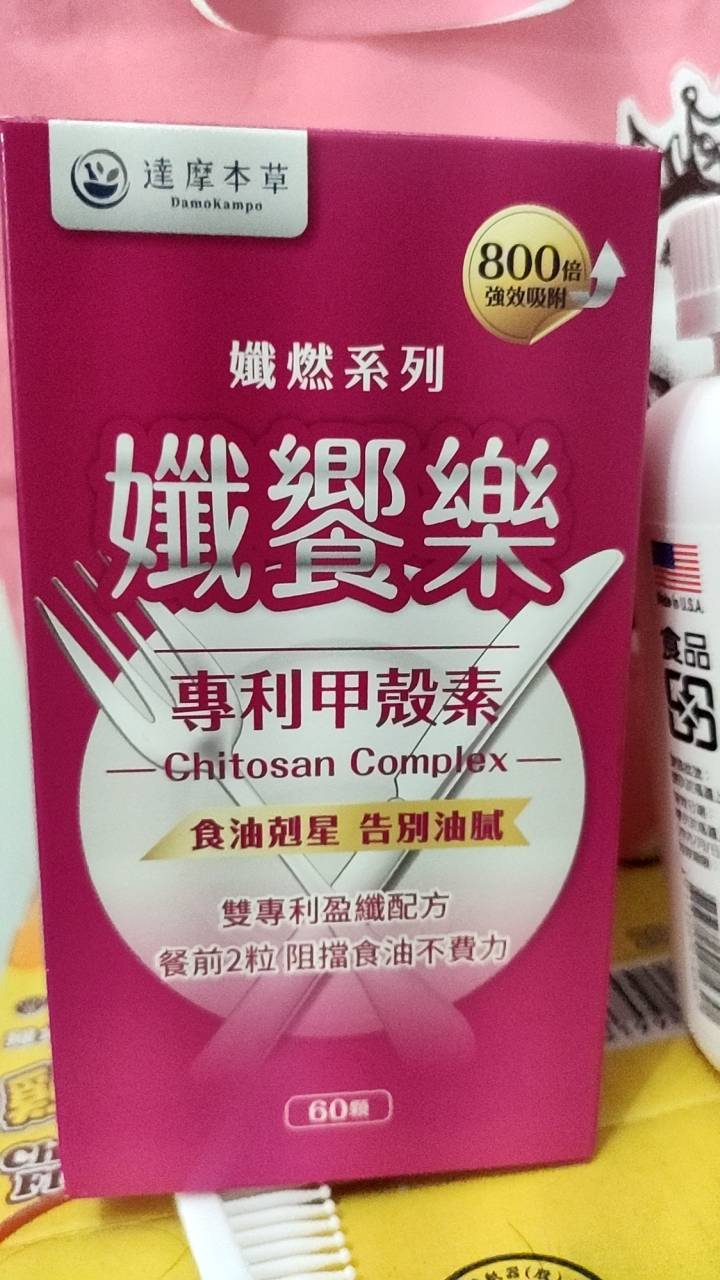 達摩本草
DamoKampo
800倍
強效吸附
孅燃系列
孅饗樂
專利甲殼素
Chitosan Complex
食油剋星 告別油膩
雙專利盈纖配方
餐前2粒 阻擋食油不費力
60顆
Made in U.S.A.
食品